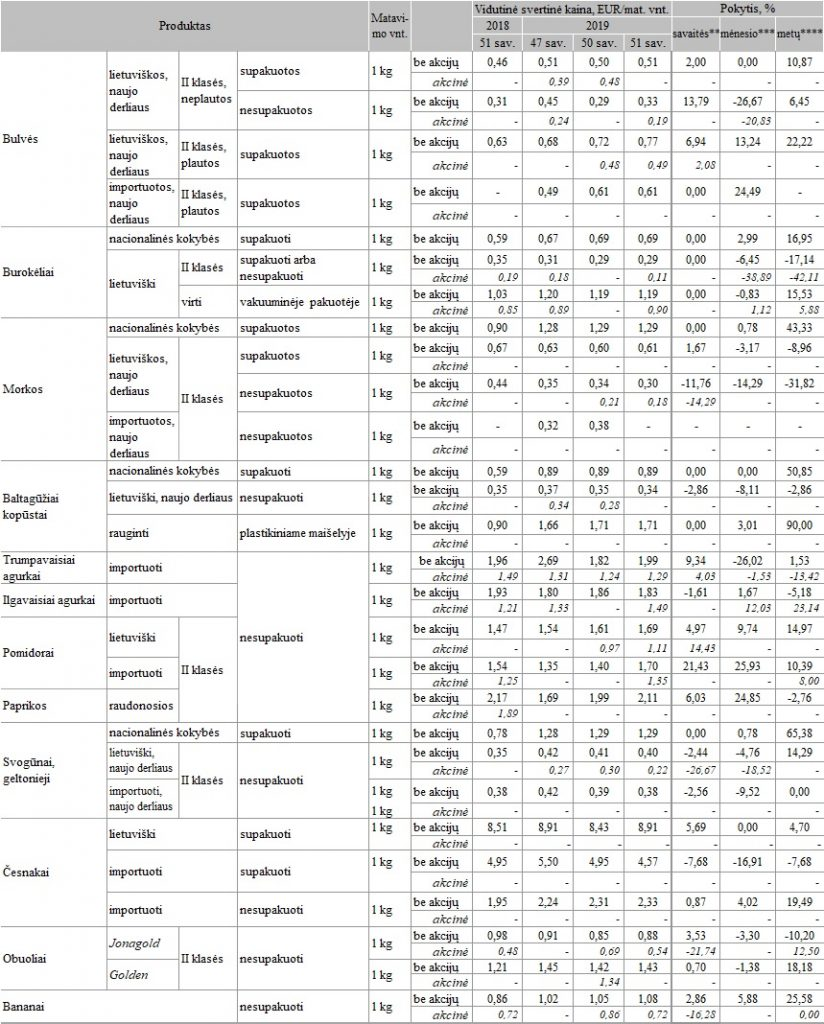 Produktas Matavi- mo vnt. Vidutinė svertinė kaina, EUR/mat. vnt. Pokytis, %
2018 2019 savaitės** mėnesio*** metų****
51 sav. 47 sav. 50 sav. 51 sav.
Bulvės lietuviškos, naujo derliaus II klasės, neplautos supakuotos 1 kg be akcijų 0,46 0,51 0,50 0,51 2,00 0,00 10,87
akcinė - 0,39 0,48 - - - -
nesupakuotos 1 kg be akcijų 0,31 0,45 0,29 0,33 13,79 -26,67 6,45
akcinė - 0,24 - 0,19 - -20,83 -
lietuviškos, naujo derliaus II klasės, plautos supakuotos 1 kg be akcijų 0,63 0,68 0,72 0,77 6,94 13,24 22,22
akcinė - - 0,48 0,49 2,08 - -
importuotos, naujo derliaus II klasės, plautos supakuotos 1 kg be akcijų - 0,49 0,61 0,61 0,00 24,49 -
akcinė - - - - - - -
Burokėliai nacionalinės kokybės supakuoti 1 kg be akcijų 0,59 0,67 0,69 0,69 0,00 2,99 16,95
lietuviški II klasės supakuoti arba nesupakuoti 1 kg be akcijų 0,35 0,31 0,29 0,29 0,00 -6,45 -17,14
akcinė 0,19 0,18 - 0,11 - -38,89 -42,11
virti vakuuminėje pakuotėje 1 kg be akcijų 1,03 1,20 1,19 1,19 0,00 -0,83 15,53
akcinė 0,85 0,89 - 0,90 - 1,12 5,88
Morkos nacionalinės kokybės supakuotos 1 kg be akcijų 0,90 1,28 1,29 1,29 0,00 0,78 43,33
lietuviškos, naujo derliaus II klasės supakuotos 1 kg be akcijų 0,67 0,63 0,60 0,61 1,67 -3,17 -8,96
akcinė - - - - - - -
nesupakuotos 1 kg be akcijų 0,44 0,35 0,34 0,30 -11,76 -14,29 -31,82
akcinė - - 0,21 0,18 -14,29 - -
importuotos, naujo derliaus nesupakuotos 1 kg be akcijų - 0,32 0,38 - - - -
akcinė - - - - - - -
Baltagūžiai kopūstai nacionalinės kokybės supakuoti 1 kg be akcijų 0,59 0,89 0,89 0,89 0,00 0,00 50,85
lietuviški, naujo derliaus nesupakuoti 1 kg be akcijų 0,35 0,37 0,35 0,34 -2,86 -8,11 -2,86
akcinė - 0,34 0,28 - - - -
rauginti plastikiniame maišelyje 1 kg be akcijų 0,90 1,66 1,71 1,71 0,00 3,01 90,00
akcinė - - - - - - -
Trumpavaisiai agurkai importuoti nesupakuoti 1 kg be akcijų 1,96 2,69 1,82 1,99 9,34 -26,02 1,53
akcinė 1,49 1,31 1,24 1,29 4,03 -1,53 -13,42
Ilgavaisiai agurkai importuoti 1 kg be akcijų 1,93 1,80 1,86 1,83 -1,61 1,67 -5,18
akcinė 1,21 1,33 - 1,49 - 12,03 23,14
Pomidorai lietuviški II klasės 1 kg be akcijų 1,47 1,54 1,61 1,69 4,97 9,74 14,97
akcinė - - 0,97 1,11 14,43 - -
importuoti 1 kg be akcijų 1,54 1,35 1,40 1,70 21,43 25,93 10,39
akcinė 1,25 - - 1,35 - - 8,00
Paprikos raudonosios 1 kg be akcijų 2,17 1,69 1,99 2,11 6,03 24,85 -2,76
akcinė 1,89 - - - - - -
Svogūnai, geltonieji nacionalinės kokybės supakuoti 1 kg be akcijų 0,78 1,28 1,29 1,29 0,00 0,78 65,38
lietuviški, naujo derliaus II klasės nesupakuoti 1 kg be akcijų 0,35 0,42 0,41 0,40 -2,44 -4,76 14,29
akcinė - 0,27 0,30 0,22 -26,67 -18,52 -
importuoti, naujo derliaus 1 kg be akcijų 0,38 0,42 0,39 0,38 -2,56 -9,52 0,00
1 kg akcinė - - - - - - -
Česnakai lietuviški supakuoti 1 kg be akcijų 8,51 8,91 8,43 8,91 5,69 0,00 4,70
akcinė - - - - - - -
importuoti supakuoti 1 kg be akcijų 4,95 5,50 4,95 4,57 -7,68 -16,91 -7,68
akcinė - - - - - - -
importuoti nesupakuoti 1 kg be akcijų 1,95 2,24 2,31 2,33 0,87 4,02 19,49
akcinė - - - - - - -
Obuoliai Jonagold II klasės nesupakuoti 1 kg be akcijų 0,98 0,91 0,85 0,88 3,53 -3,30 -10,20
akcinė 0,48 - 0,69 0,54 -21,74 - 12,50
Golden 1 kg be akcijų 1,21 1,45 1,42 1,43 0,70 -1,38 18,18
akcinė - - 1,34 - - - -
Bananai nesupakuoti 1 kg be akcijų 0,86 1,02 1,05 1,08 2,86 5,88 25,58
akcinė 0,72 - 0,86 0,72 -16,28 - 0,00